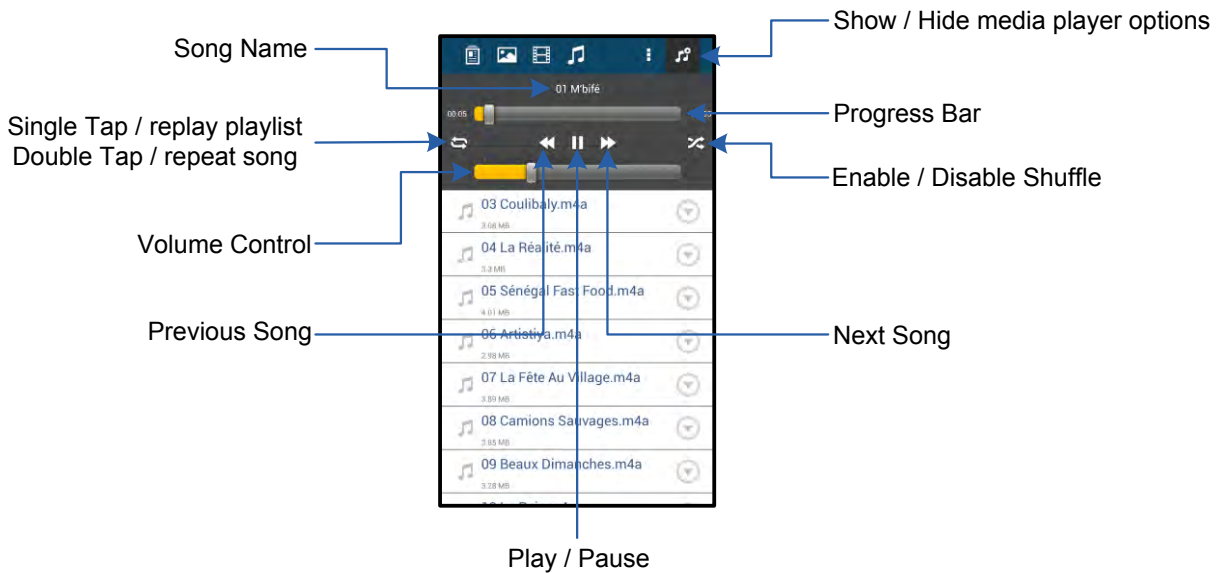 Show / Hide media player options
Song Name
01 M'bifé
00:05
Progress Bar
Single Tap / replay playlist
Double Tap / repeat song
Enable / Disable Shuffle
Volume Control
03 Coulibaly.m4a
3.08 MB
04 La Réalité.m4a
3.3 MB
05 Sénégal Fast Food.m4a
4.01 MB
Previous Song
Next Song
06 Artistiya.m4a
2.98 MB
07 La Fête Au Village.m4a
3.89 MB
08 Camions Sauvages.m4a
MB
09 Beaux Dimanches.m4a
3.28 MB
Play / Pause